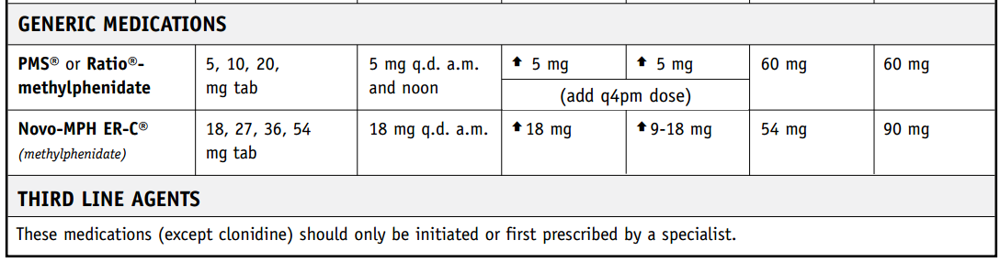 GENERIC MEDICATIONS
PMS® or Ratio®-
methylphenidate
5, 10, 20,
mg tab
5 mg q.d. a.m.
and noon
⬆ 5 mg
⬆ 5 mg
(add q4pm dose)
60 mg
60 mg
Novo-MPH ER-C®
(methylphenidate)
18, 27, 36, 54
mg tab
18 mg q.d. a.m.
⬆18 mg
⬆9-18 mg
54 mg
90 mg
THIRD LINE AGENTS
These medications (except clonidine) should only be initiated or first prescribed by a specialist.